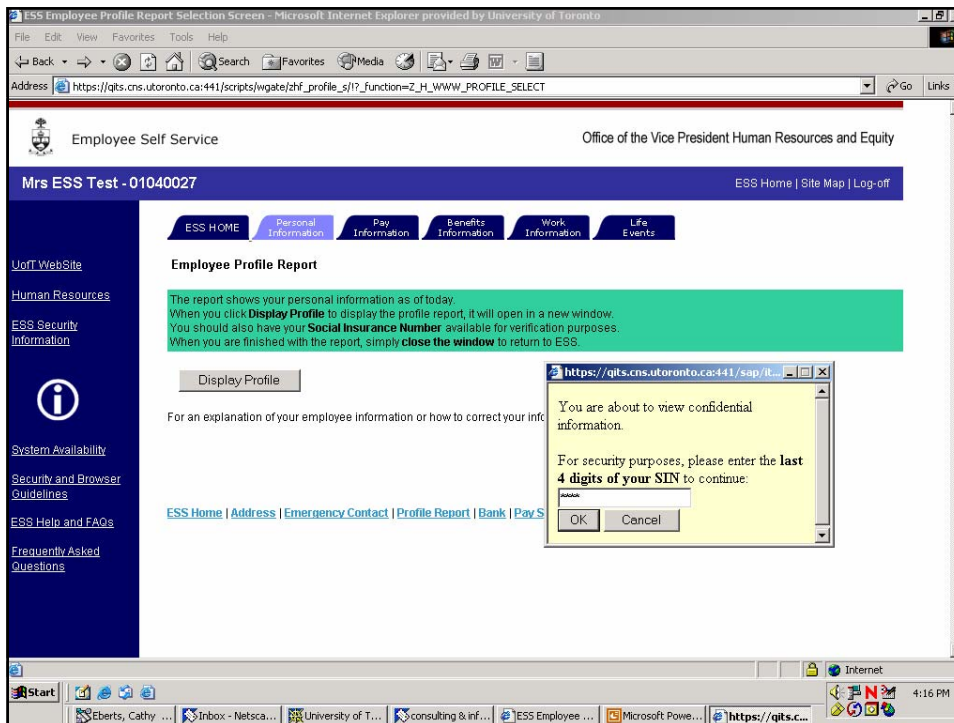 ESS Employee Profile Report Selection Screen - Microsoft Internet Explorer provided by University of Toronto
File Edit View Favorites Tools Help
Back Search Favorites Media
Address https://qits.cns.utoronto.ca:441/scripts/wgate/zhf_profile_s/!?_function=Z_H_WWW_PROFILE_SELECT Go Links
Employee Self Service Office of the Vice President Human Resources and Equity
Mrs ESS Test - 01040027 ESS Home | Site Map | Log-off
ESS HOME Personal Information Pay Information Benefits Information Work Information Life Events
UofT WebSite
Human Resources
ESS Security
Information
System Availability
Security and Browser
Guidelines
ESS Help and FAQs
Frequently Asked
Questions
Employee Profile Report
The report shows your personal information as of today.
When you click Display Profile to display the profile report, it will open in a new window.
You should also have your Social Insurance Number available for verification purposes.
When you are finished with the report, simply close the window to return to ESS.
Display Profile
For an explanation of your employee information or how to correct your info
ESS Home | Address | Emergency Contact | Profile Report | Bank | Pay S
https://qits.cns.utoronto.ca:441/sap/it...
You are about to view confidential
information.
For security purposes, please enter the last
4 digits of your SIN to continue:
****
OK Cancel
Internet
Start 4:16 PM
Eberts, Cathy ... Inbox - Netsca... University of T... consulting & inf... ESS Employee ... Microsoft Powe... https://qits.c...